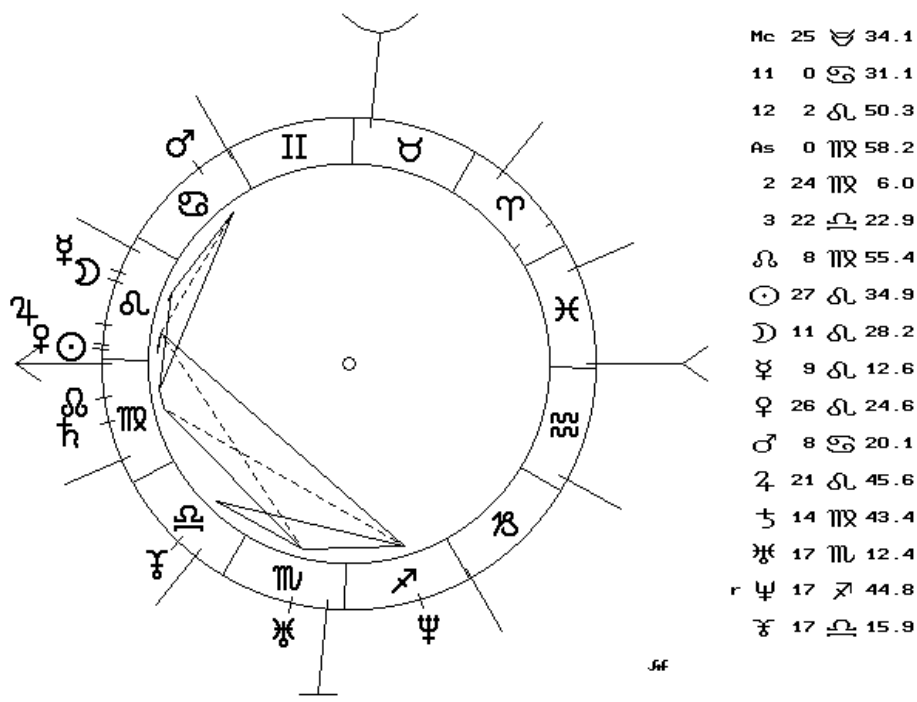 Mc 25 ♉ 34.1
11 0 ♋ 31.1
12 2 ♌ 50.3
As 0 ♍ 58.2
2 24 ♍ 6.0
3 22 ♎ 22.9
☊ 8 ♍ 55.4
☉ 27 ♌ 34.9
☽ 11 ♌ 28.2
☿ 9 ♌ 12.6
♀ 26 ♌ 24.6
♂ 8 ♋ 20.1
♃ 21 ♌ 45.6
♄ 14 ♍ 43.4
♅ 17 ♏ 12.4
r ♆ 17 ♐ 44.8
♇ 17 ♎ 15.9